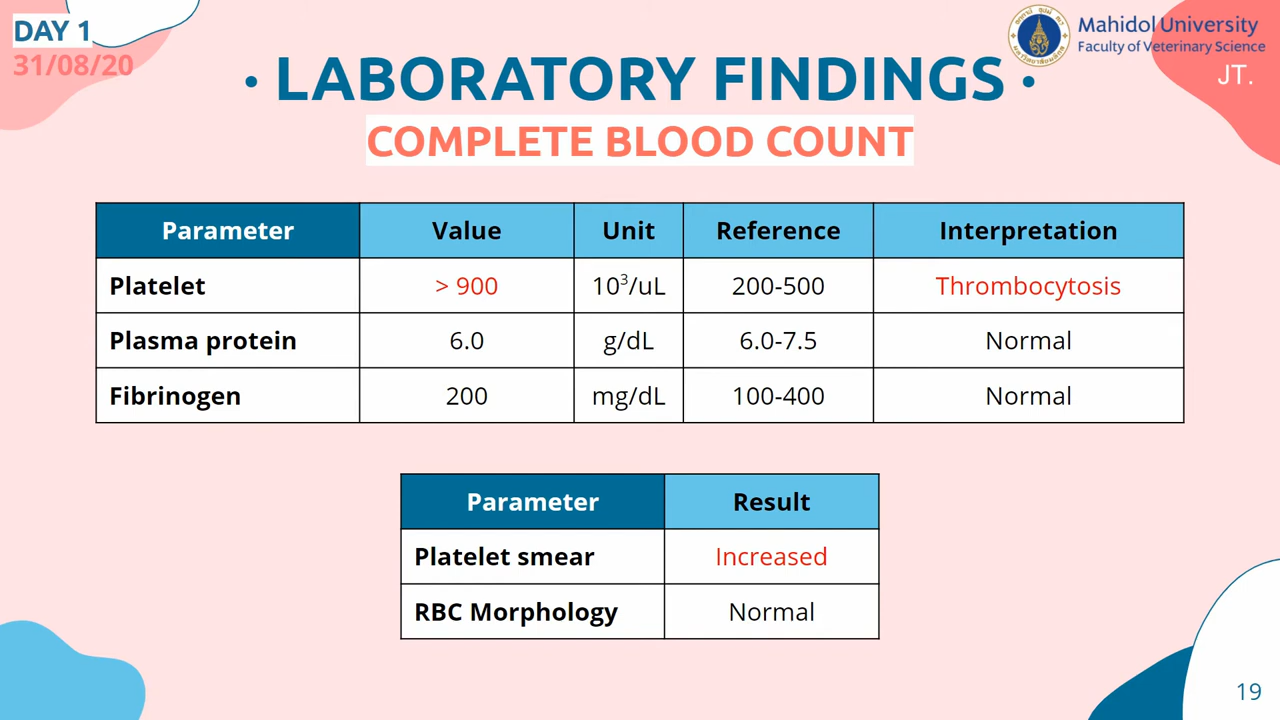 DAY 1
31/08/20
Mahidol University
Faculty of Veterinary Science
JT.
• LABORATORY FINDINGS •
COMPLETE BLOOD COUNT
Parameter Value Unit Reference Interpretation
Platelet > 900 10³/uL 200-500 Thrombocytosis
Plasma protein 6.0 g/dL 6.0-7.5 Normal
Fibrinogen 200 mg/dL 100-400 Normal
Parameter Result
Platelet smear Increased
RBC Morphology Normal
19